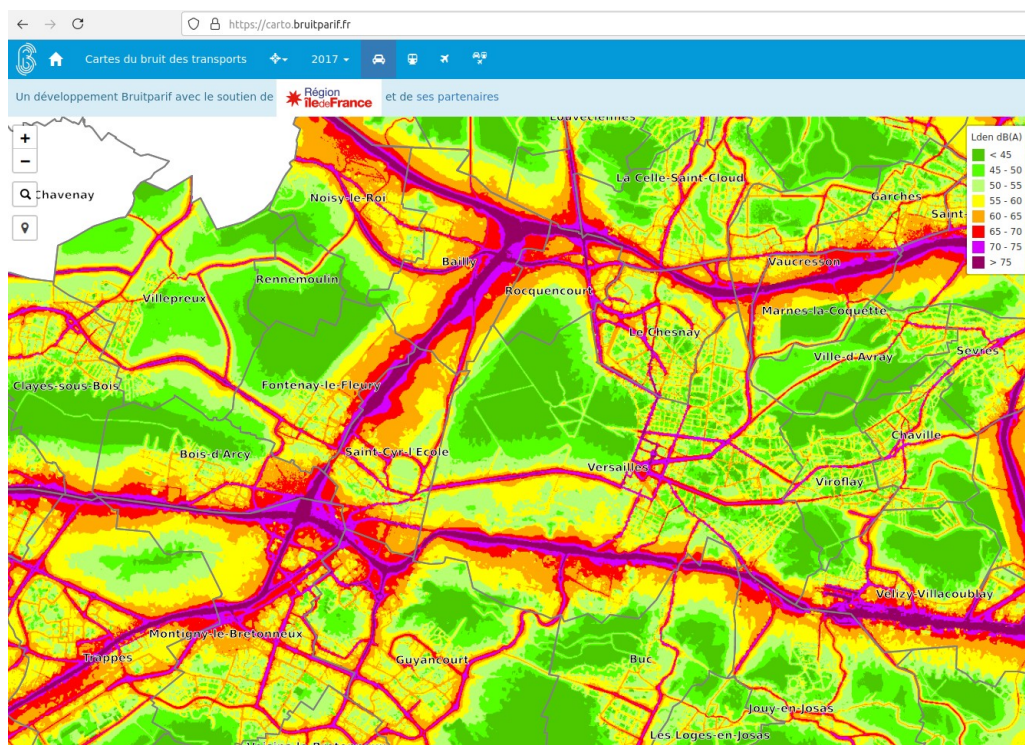 https://carto.bruitparif.fr
Cartes du bruit des transports
2017
Un développement Bruitparif avec le soutien de
Région
îledeFrance
et de ses partenaires
+
−
Lden dB(A)
< 45
45 - 50
50 - 55
55 - 60
60 - 65
65 - 70
70 - 75
> 75
Louveciennes
La Celle-Saint-Cloud
Chavenay
Noisy-le-Roi
Garches
Saint-
Bailly
Vaucresson
Rennemoulin
Rocquencourt
Villepreux
Marnes-la-Coquette
Le Chesnay
Sèvres
Ville-d'Avray
Clayes-sous-Bois
Fontenay-le-Fleury
Chaville
Bois-d'Arcy
Saint-Cyr-l'École
Versailles
Viroflay
Vélizy-Villacoublay
Montigny-le-Bretonneux
Trappes
Guyancourt
Buc
Jouy-en-Josas
Les Loges-en-Josas